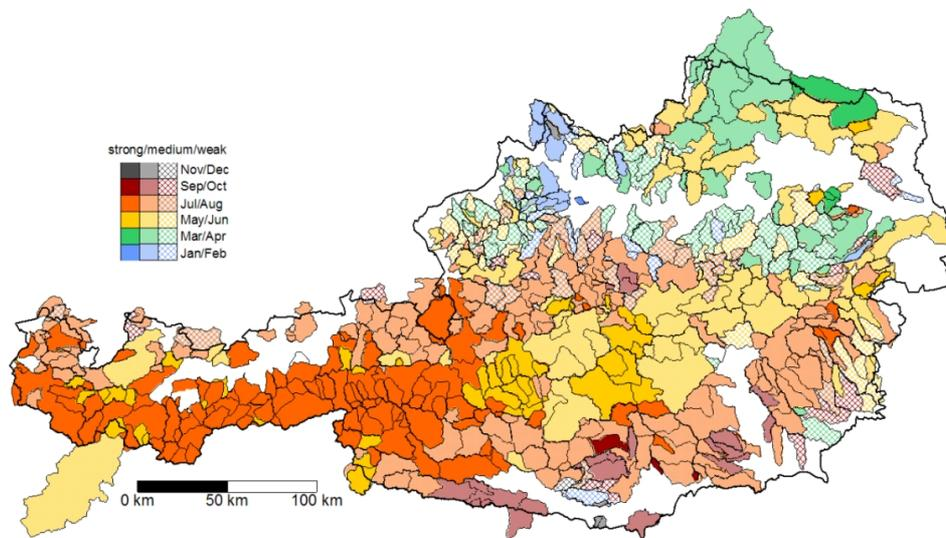 strong/medium/weak
Nov/Dec
Sep/Oct
Jul/Aug
May/Jun
Mar/Apr
Jan/Feb
0 km 50 km 100 km